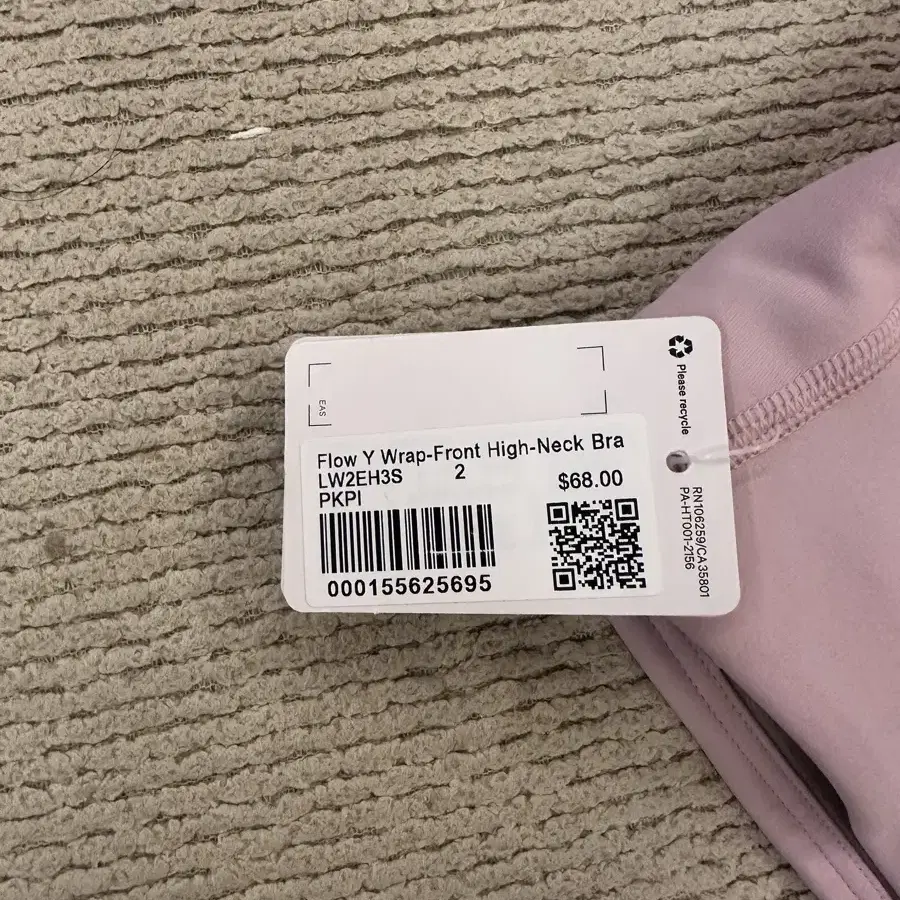 EAS
Please recycle
Flow Y Wrap-Front High-Neck Bra
LW2EH3S 2 $68.00
PKPI
000155625695
RN106259/CA35801
PA-HT001-2156